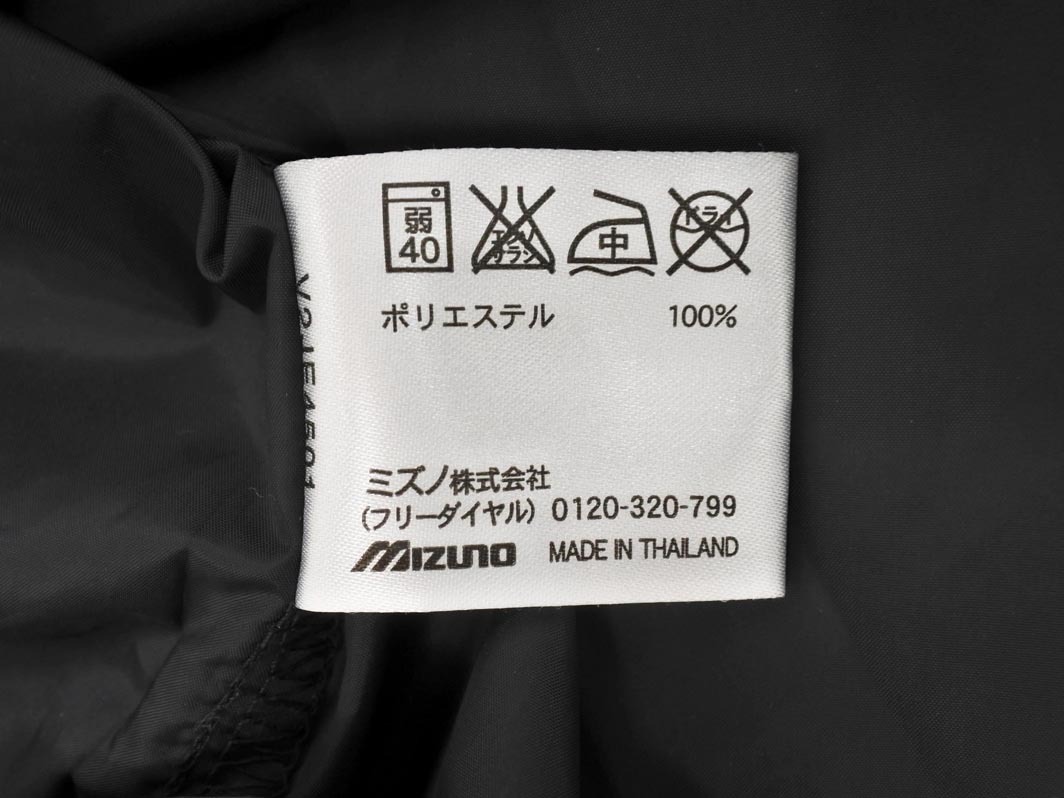 弱
40
エンソ
サラシ
中
ドライ
ポリエステル 100%
ミズノ株式会社
(フリーダイヤル) 0120-320-799
MIZUNO MADE IN THAILAND